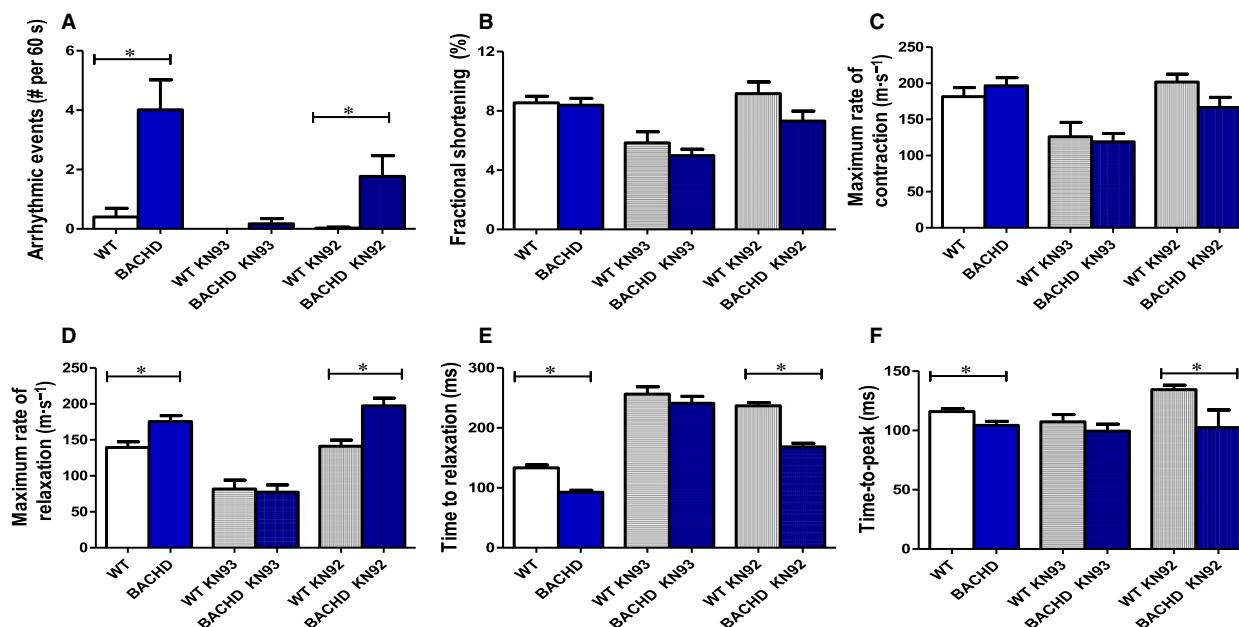 A
Arrhythmic events (# per 60 s)
6
4
2
0
*
*
WT
BACHD
WT KN93
BACHD KN93
WT KN92
BACHD KN92
B
Fractional shortening (%)
12
8
4
0
WT
BACHD
WT KN93
BACHD KN93
WT KN92
BACHD KN92
C
Maximum rate of
contraction (m·s⁻¹)
250
200
150
100
50
0
WT
BACHD
WT KN93
BACHD KN93
WT KN92
BACHD KN92
D
Maximum rate of
relaxation (m·s⁻¹)
250
200
150
100
50
0
*
*
WT
BACHD
WT KN93
BACHD KN93
WT KN92
BACHD KN92
E
Time to relaxation (ms)
300
200
100
0
*
*
WT
BACHD
WT KN93
BACHD KN93
WT KN92
BACHD KN92
F
Time-to-peak (ms)
150
100
50
0
*
*
WT
BACHD
WT KN93
BACHD KN93
WT KN92
BACHD KN92